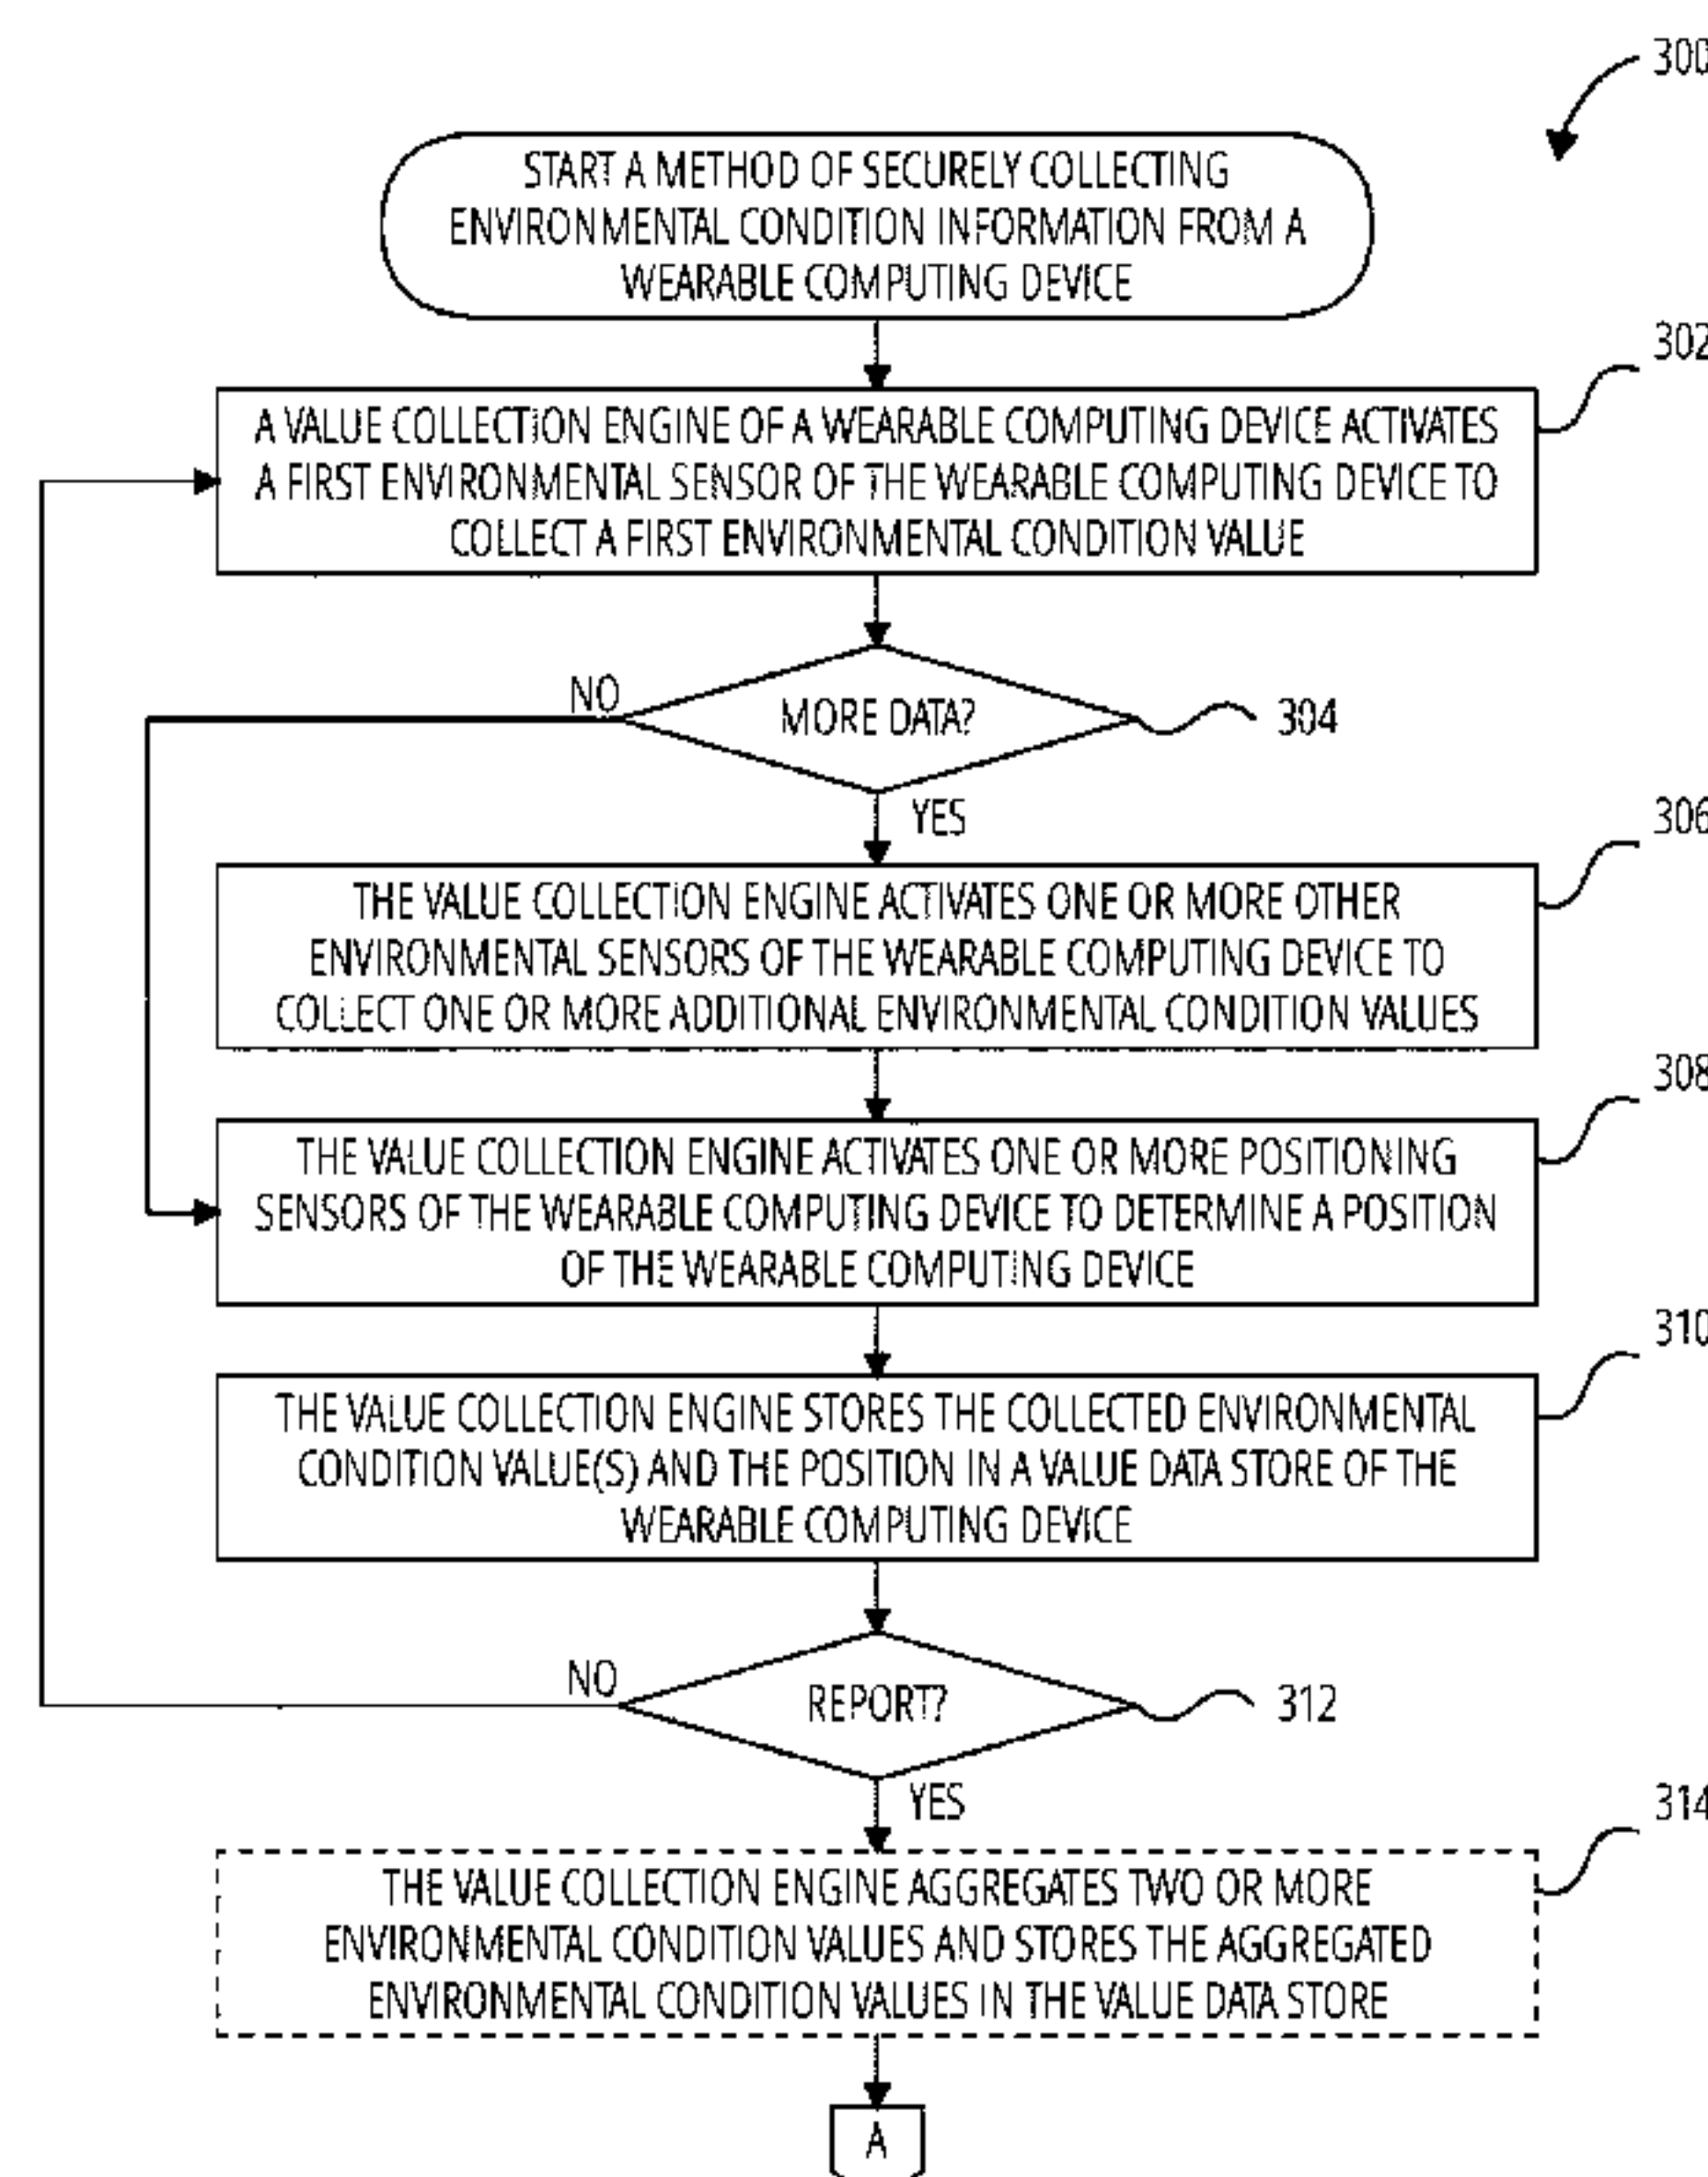 300
START A METHOD OF SECURELY COLLECTING
ENVIRONMENTAL CONDITION INFORMATION FROM A
WEARABLE COMPUTING DEVICE
302
A VALUE COLLECTION ENGINE OF A WEARABLE COMPUTING DEVICE ACTIVATES
A FIRST ENVIRONMENTAL SENSOR OF THE WEARABLE COMPUTING DEVICE TO
COLLECT A FIRST ENVIRONMENTAL CONDITION VALUE
NO
MORE DATA?
304
YES
306
THE VALUE COLLECTION ENGINE ACTIVATES ONE OR MORE OTHER
ENVIRONMENTAL SENSORS OF THE WEARABLE COMPUTING DEVICE TO
COLLECT ONE OR MORE ADDITIONAL ENVIRONMENTAL CONDITION VALUES
308
THE VALUE COLLECTION ENGINE ACTIVATES ONE OR MORE POSITIONING
SENSORS OF THE WEARABLE COMPUTING DEVICE TO DETERMINE A POSITION
OF THE WEARABLE COMPUTING DEVICE
310
THE VALUE COLLECTION ENGINE STORES THE COLLECTED ENVIRONMENTAL
CONDITION VALUE(S) AND THE POSITION IN A VALUE DATA STORE OF THE
WEARABLE COMPUTING DEVICE
NO
REPORT?
312
YES
314
THE VALUE COLLECTION ENGINE AGGREGATES TWO OR MORE
ENVIRONMENTAL CONDITION VALUES AND STORES THE AGGREGATED
ENVIRONMENTAL CONDITION VALUES IN THE VALUE DATA STORE
A